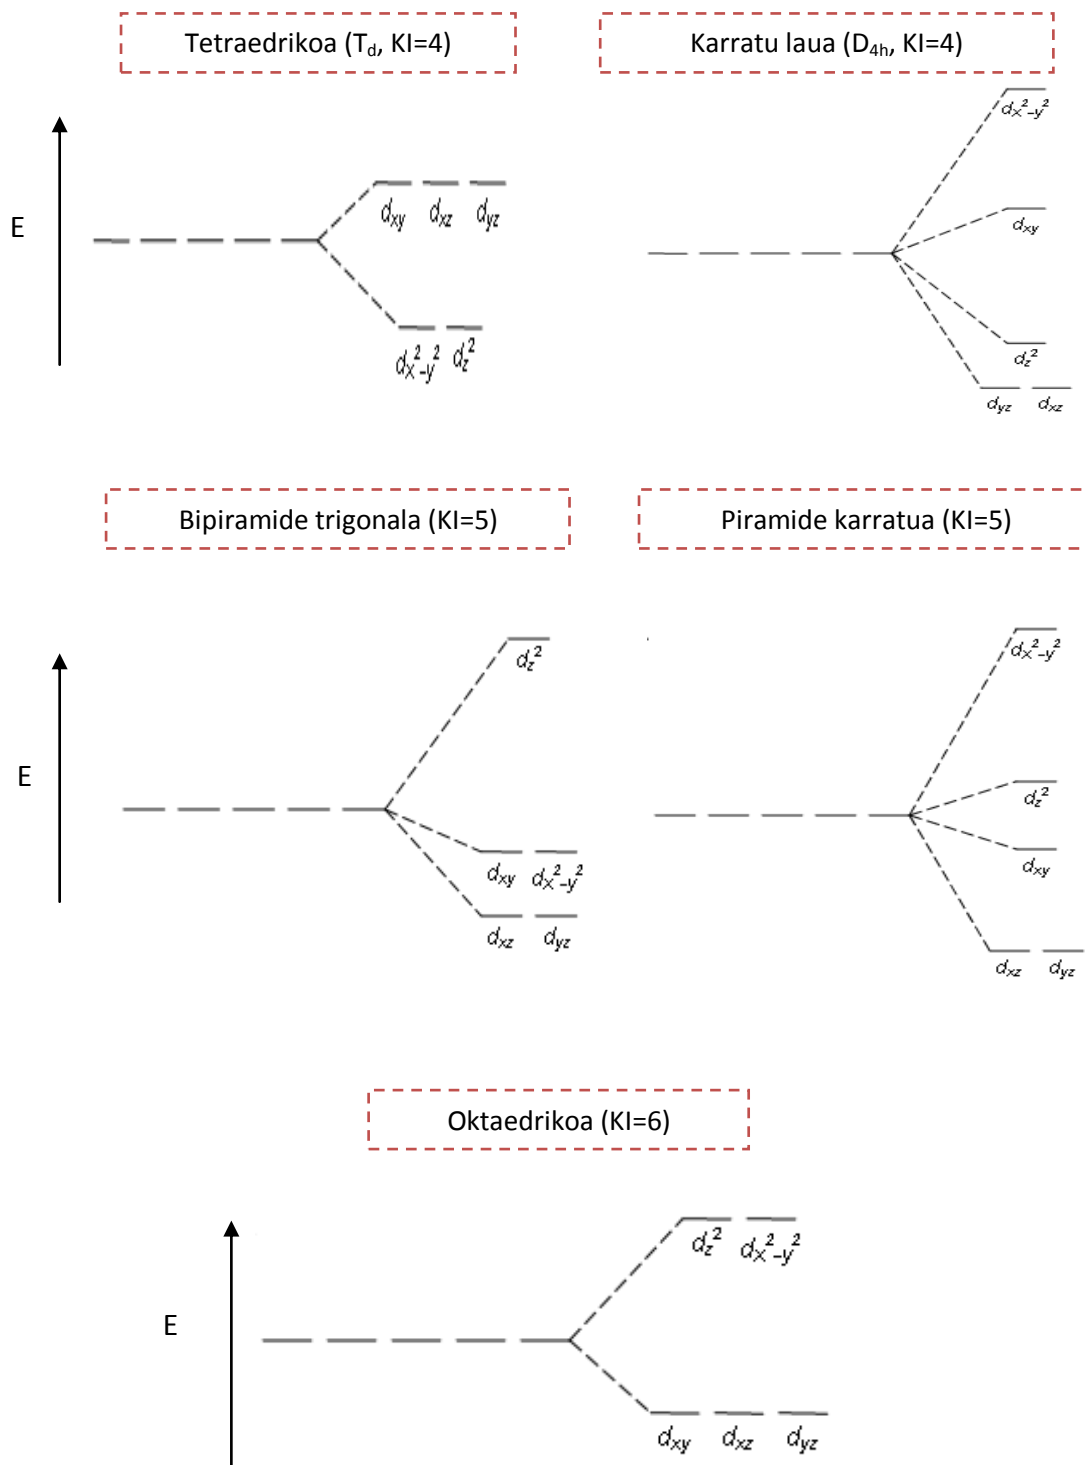 Tetraedrikoa (Td, KI=4)
Karratu laua (D4h, KI=4)
E
dxy dxz dyz
dx²-y² dz²
dx²-y²
dxy
dz²
dyz dxz
Bipiramide trigonala (KI=5)
Piramide karratua (KI=5)
E
dz²
dxy dx²-y²
dxz dyz
dx²-y²
dz²
dxy
dxz dyz
Oktaedrikoa (KI=6)
E
dz² dx²-y²
dxy dxz dyz